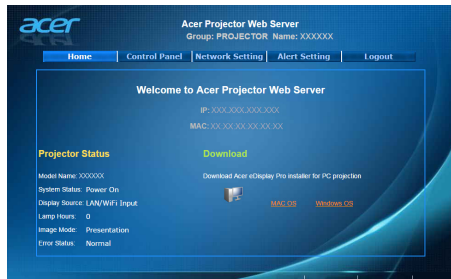 acer
Acer Projector Web Server
Group: PROJECTOR Name: XXXXXX
Home Control Panel Network Setting Alert Setting Logout
Welcome to Acer Projector Web Server
IP: XXX.XXX.XXX.XXX
MAC: XX XX XX XX XX XX
Projector Status
Model Name: XXXXXX
System Status: Power On
Display Source: LAN/WiFi Input
Lamp Hours: 0
Image Mode: Presentation
Error Status: Normal
Download
Download Acer eDisplay Pro installer for PC projection
MAC OS Windows OS